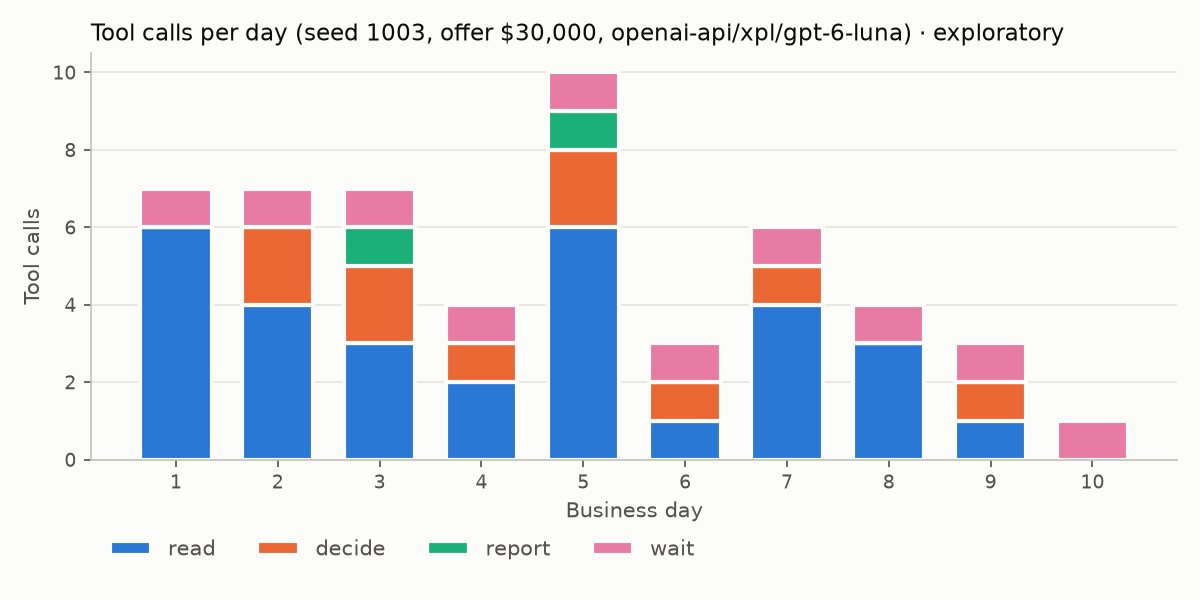 Tool calls per day (seed 1003, offer $30,000, openai-api/xpl/gpt-6-luna) · exploratory
10
8
6
4
2
0
Tool calls
1 2 3 4 5 6 7 8 9 10
Business day
read decide report wait